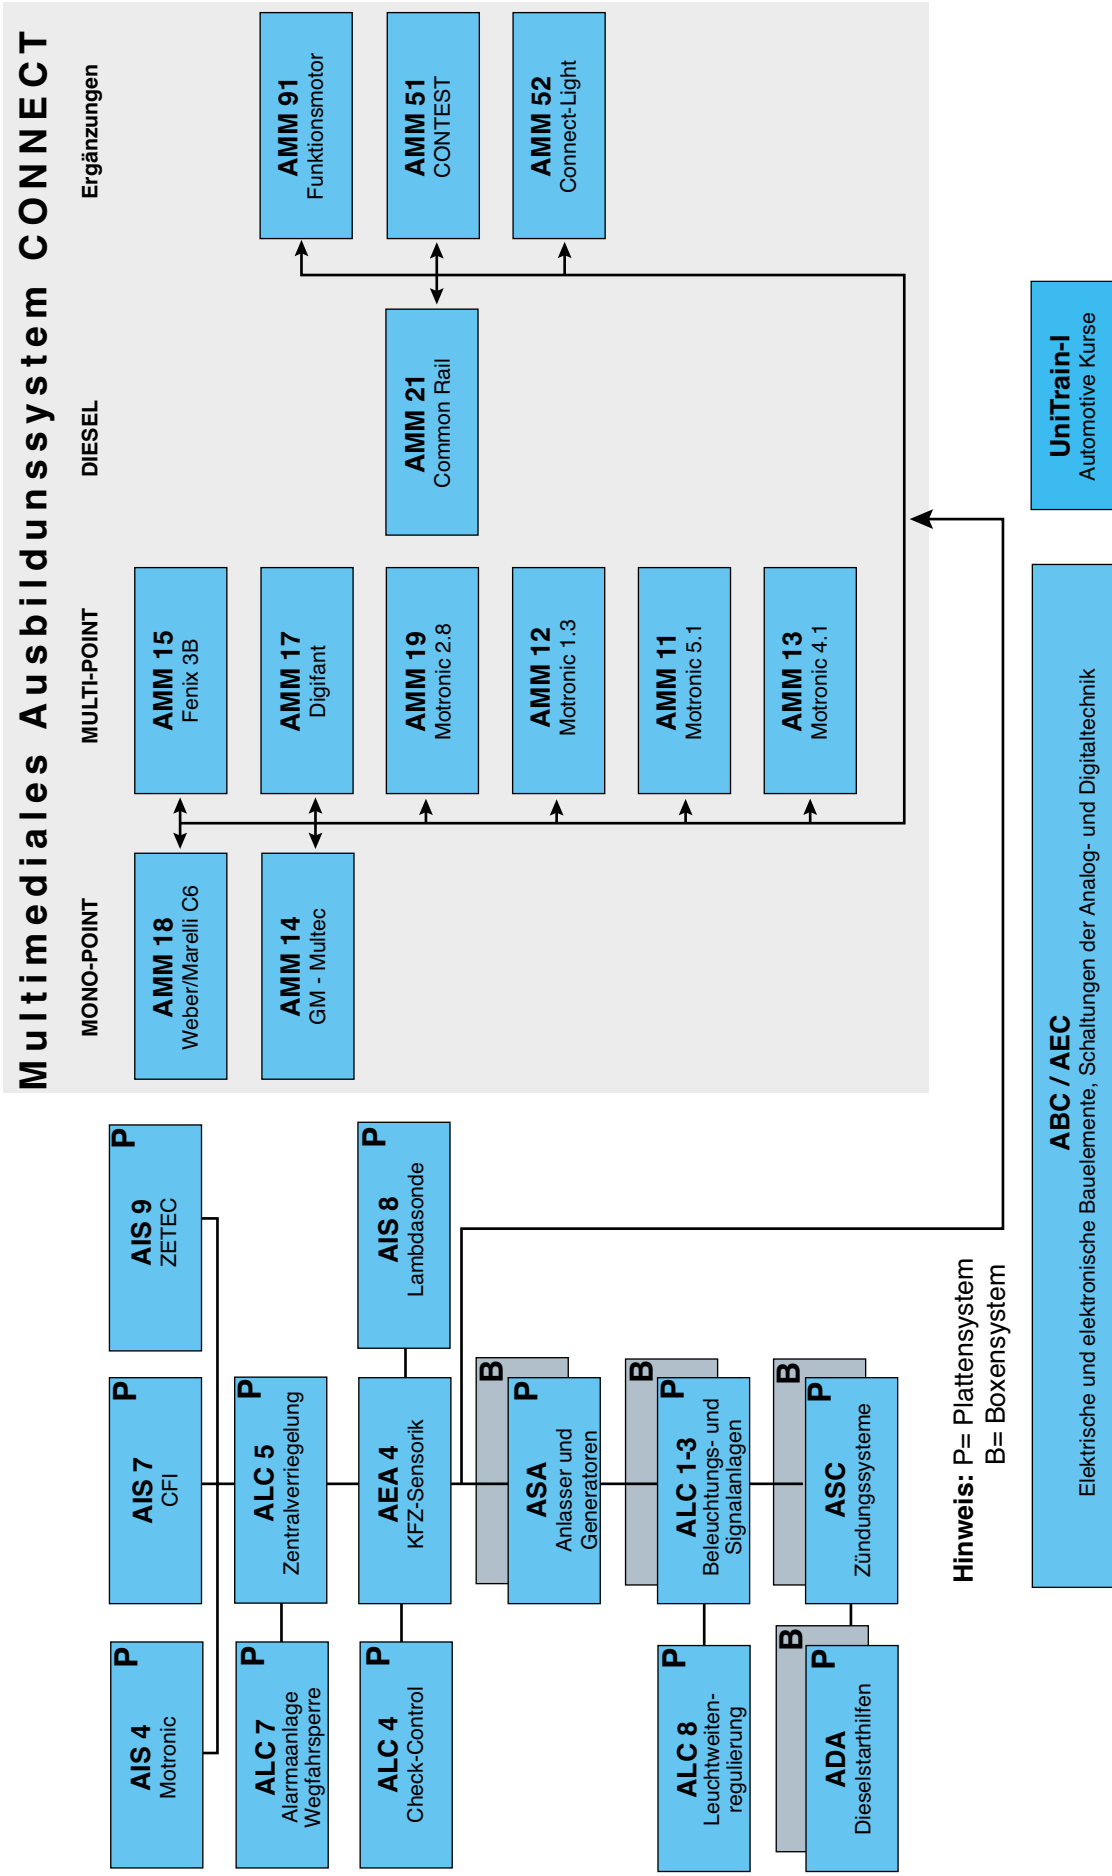 Multimediales Ausbildunssystem CONNECT
MONO-POINT
MULTI-POINT
DIESEL
Ergänzungen
AIS 4
Motronic
P
AIS 7
CFI
P
AIS 9
ZETEC
P
ALC 7
Alarmaanlage
Wegfahrsperre
P
ALC 5
Zentralverriegelung
P
ALC 4
Check-Control
P
AEA 4
KFZ-Sensorik
AIS 8
Lambdasonde
P
B
P
ASA
Anlasser und
Generatoren
ALC 8
Leuchtweiten-
regulierung
P
B
P
ALC 1-3
Beleuchtungs- und
Signalanlagen
B
P
ADA
Dieselstarthilfen
B
P
ASC
Zündungssysteme
AMM 18
Weber/Marelli C6
AMM 14
GM - Multec
AMM 15
Fenix 3B
AMM 17
Digifant
AMM 19
Motronic 2.8
AMM 12
Motronic 1.3
AMM 11
Motronic 5.1
AMM 13
Motronic 4.1
AMM 21
Common Rail
AMM 91
Funktionsmotor
AMM 51
CONTEST
AMM 52
Connect-Light
Hinweis: P= Plattensystem
B= Boxensystem
ABC / AEC
Elektrische und elektronische Bauelemente, Schaltungen der Analog- und Digitaltechnik
UniTrain-I
Automotive Kurse